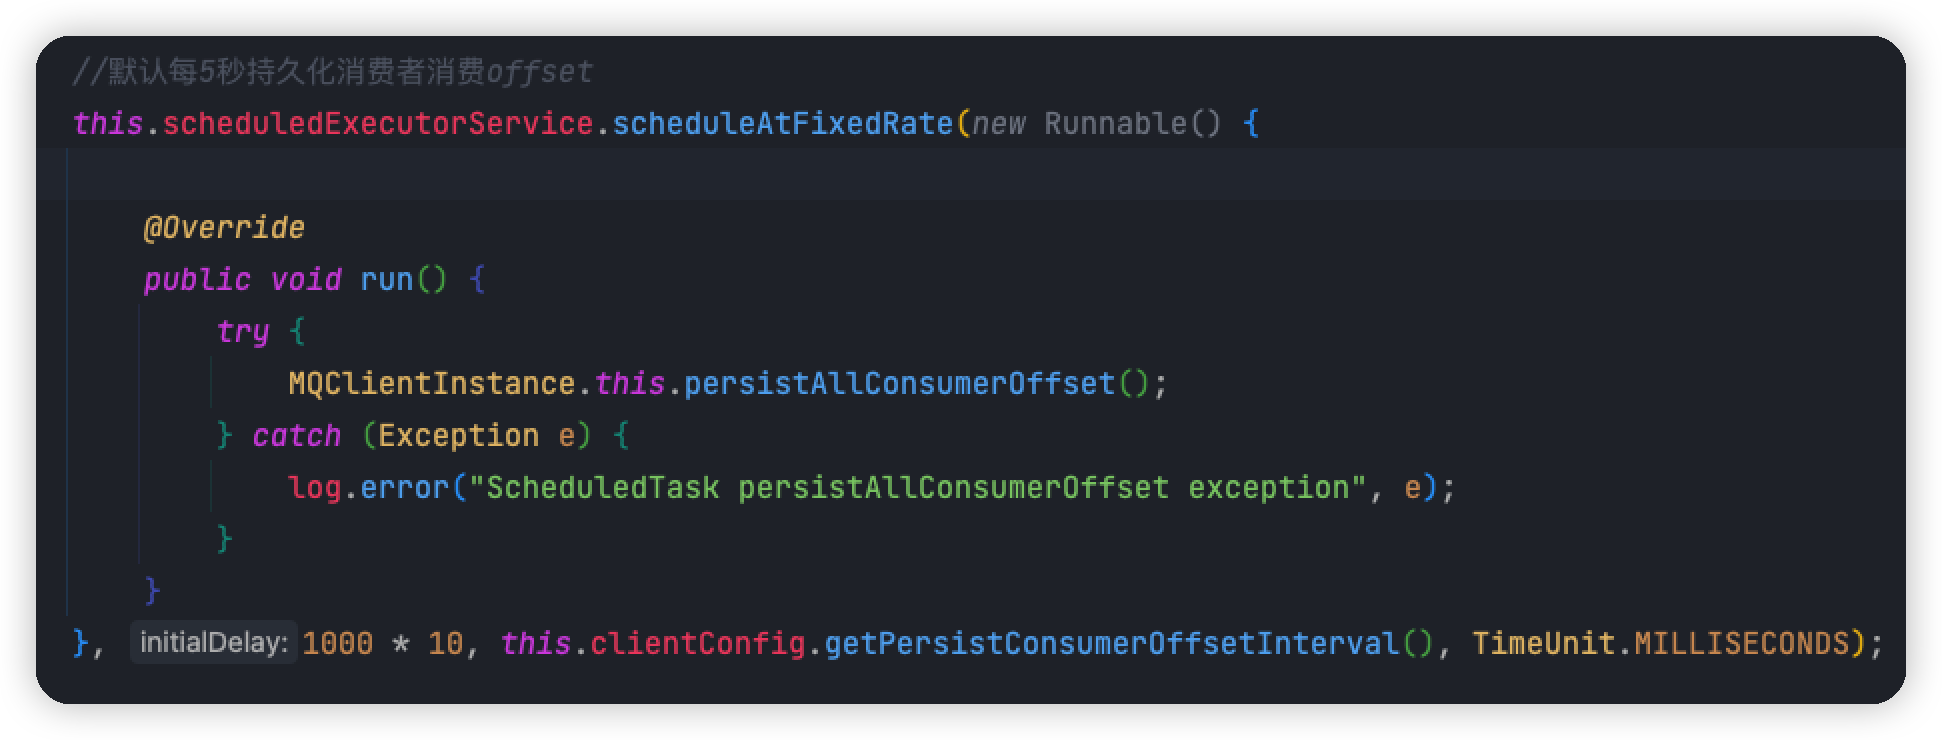 //默认每5秒持久化消费者消费offset
this.scheduledExecutorService.scheduleAtFixedRate(new Runnable() {
@Override
public void run() {
try {
MQClientInstance.this.persistAllConsumerOffset();
} catch (Exception e) {
log.error("ScheduledTask persistAllConsumerOffset exception", e);
}
}
}, initialDelay: 1000 * 10, this.clientConfig.getPersistConsumerOffsetInterval(), TimeUnit.MILLISECONDS);